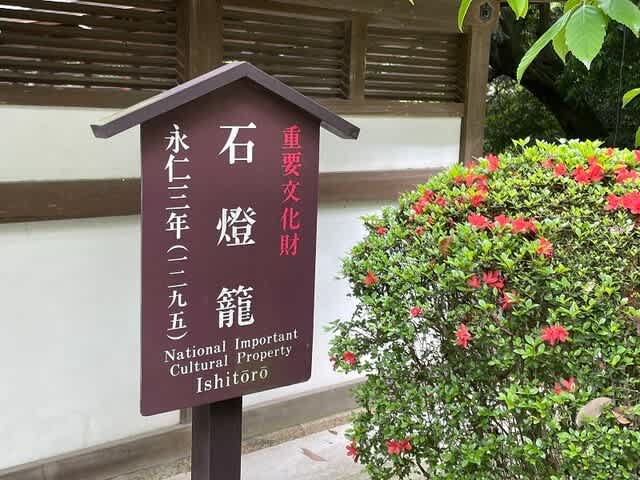 重要文化財
石燈籠
永仁三年(一二九五)
National Important
Cultural Property
Ishitōrō